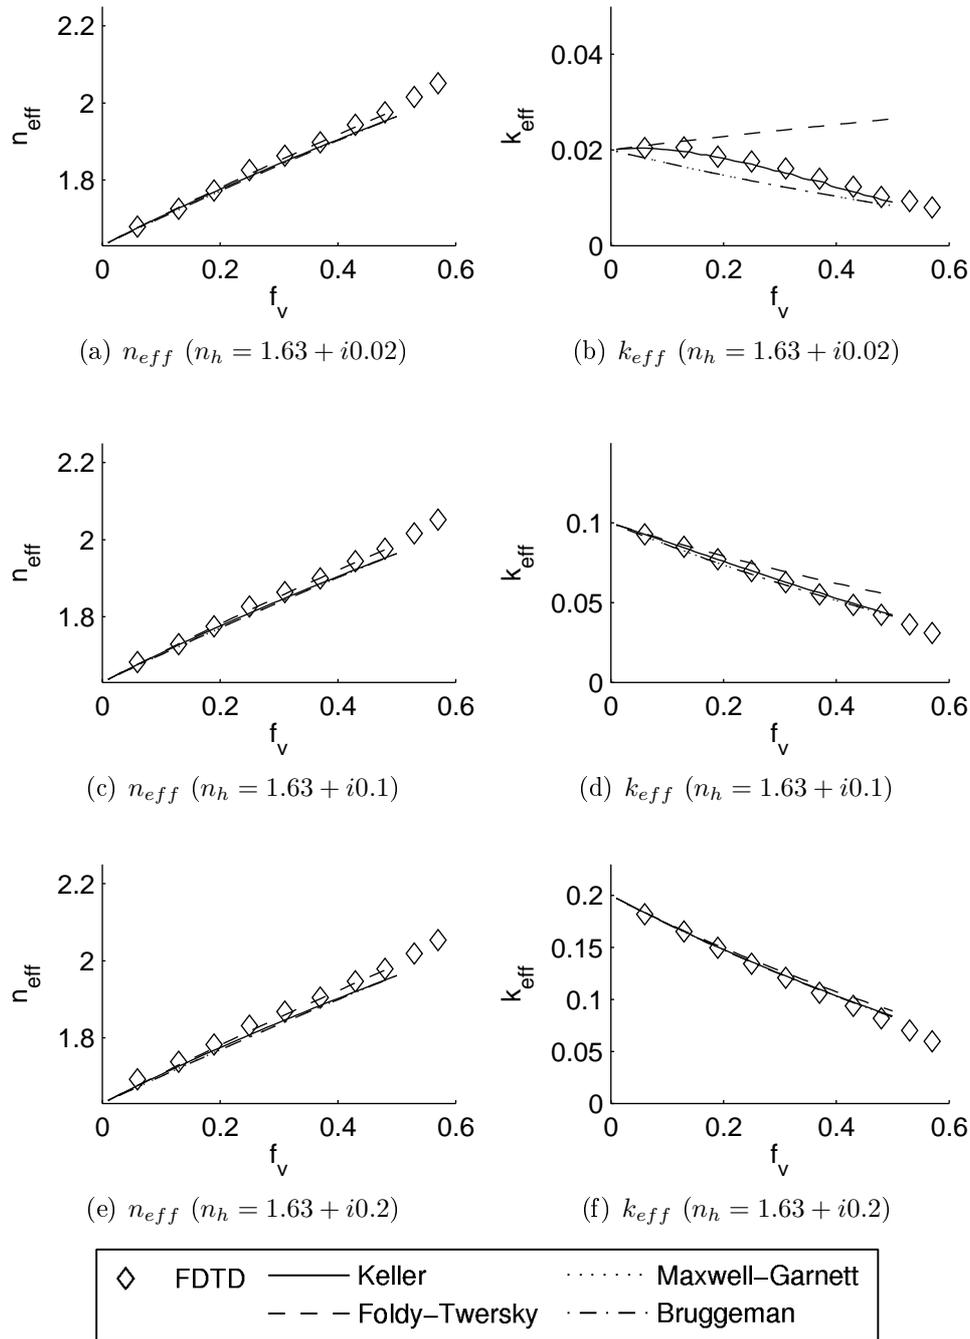 2.2
2
1.8
n_eff
0 0.2 0.4 0.6
f_v
0.04
0.02
0
k_eff
0 0.2 0.4 0.6
f_v
(a) n_eff (n_h = 1.63 + i0.02)
(b) k_eff (n_h = 1.63 + i0.02)
2.2
2
1.8
n_eff
0 0.2 0.4 0.6
f_v
0.1
0.05
0
k_eff
0 0.2 0.4 0.6
f_v
(c) n_eff (n_h = 1.63 + i0.1)
(d) k_eff (n_h = 1.63 + i0.1)
2.2
2
1.8
n_eff
0 0.2 0.4 0.6
f_v
0.2
0.15
0.1
0.05
0
k_eff
0 0.2 0.4 0.6
f_v
(e) n_eff (n_h = 1.63 + i0.2)
(f) k_eff (n_h = 1.63 + i0.2)
FDTD Keller Maxwell–Garnett
Foldy–Twersky Bruggeman